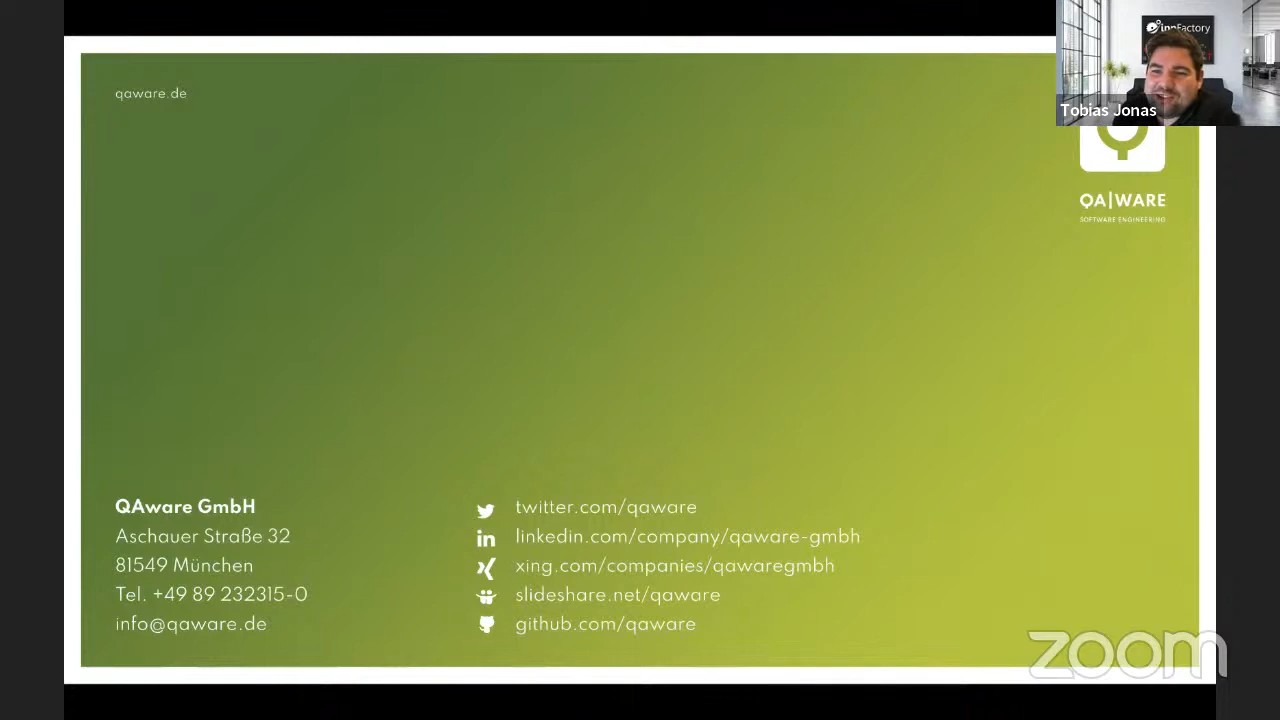 qaware.de
innFactory
Tobias Jonas
QA|WARE
SOFTWARE ENGINEERING
QAware GmbH
Aschauer Straße 32
81549 München
Tel. +49 89 232315-0
info@qaware.de
twitter.com/qaware
linkedin.com/company/qaware-gmbh
xing.com/companies/qawaregmbh
slideshare.net/qaware
github.com/qaware
zoom